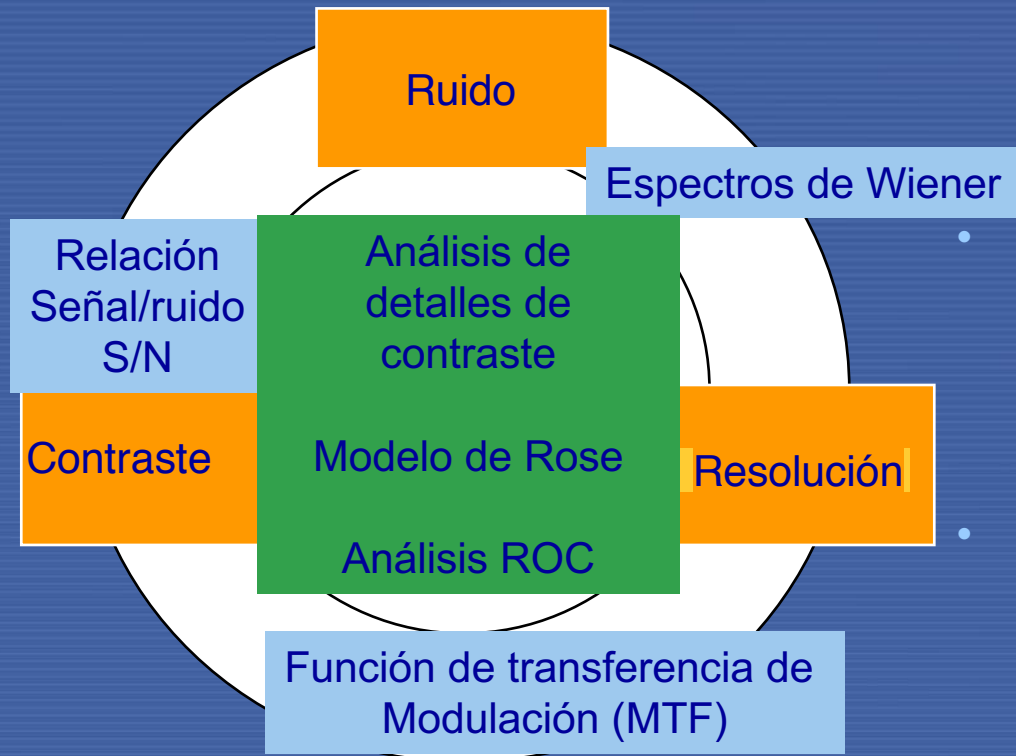 Ruido
Espectros de Wiener
Relación
Señal/ruido
S/N
Análisis de
detalles de
contraste
Contraste
Modelo de Rose
Resolución
Análisis ROC
Función de transferencia de
Modulación (MTF)